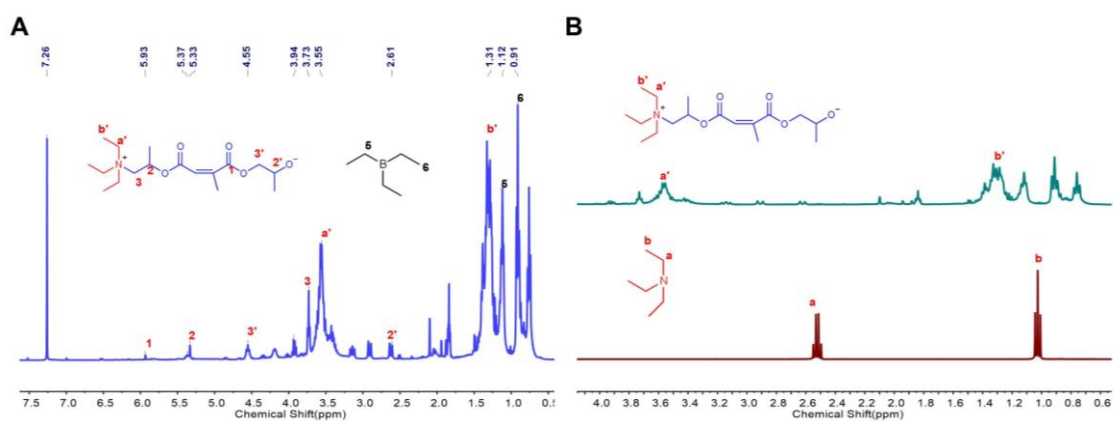 A
7.26
5.93
5.37
5.33
4.55
3.94
3.73
3.55
2.61
1.31
1.12
0.91
b'
a'
N
+
O
O
O
O
O
-
2
1
3'
2'
3
5
B
6
b'
6
5
a'
3
1
2
3'
2'
7.5 7.0 6.5 6.0 5.5 5.0 4.5 4.0 3.5 3.0 2.5 2.0 1.5 1.0 0.5
Chemical Shift(ppm)
B
b'
a'
N
+
O
O
O
O
O
-
a'
b'
b
a
N
a
b
4.0 3.8 3.6 3.4 3.2 3.0 2.8 2.6 2.4 2.2 2.0 1.8 1.6 1.4 1.2 1.0 0.8 0.6
Chemical Shift(ppm)